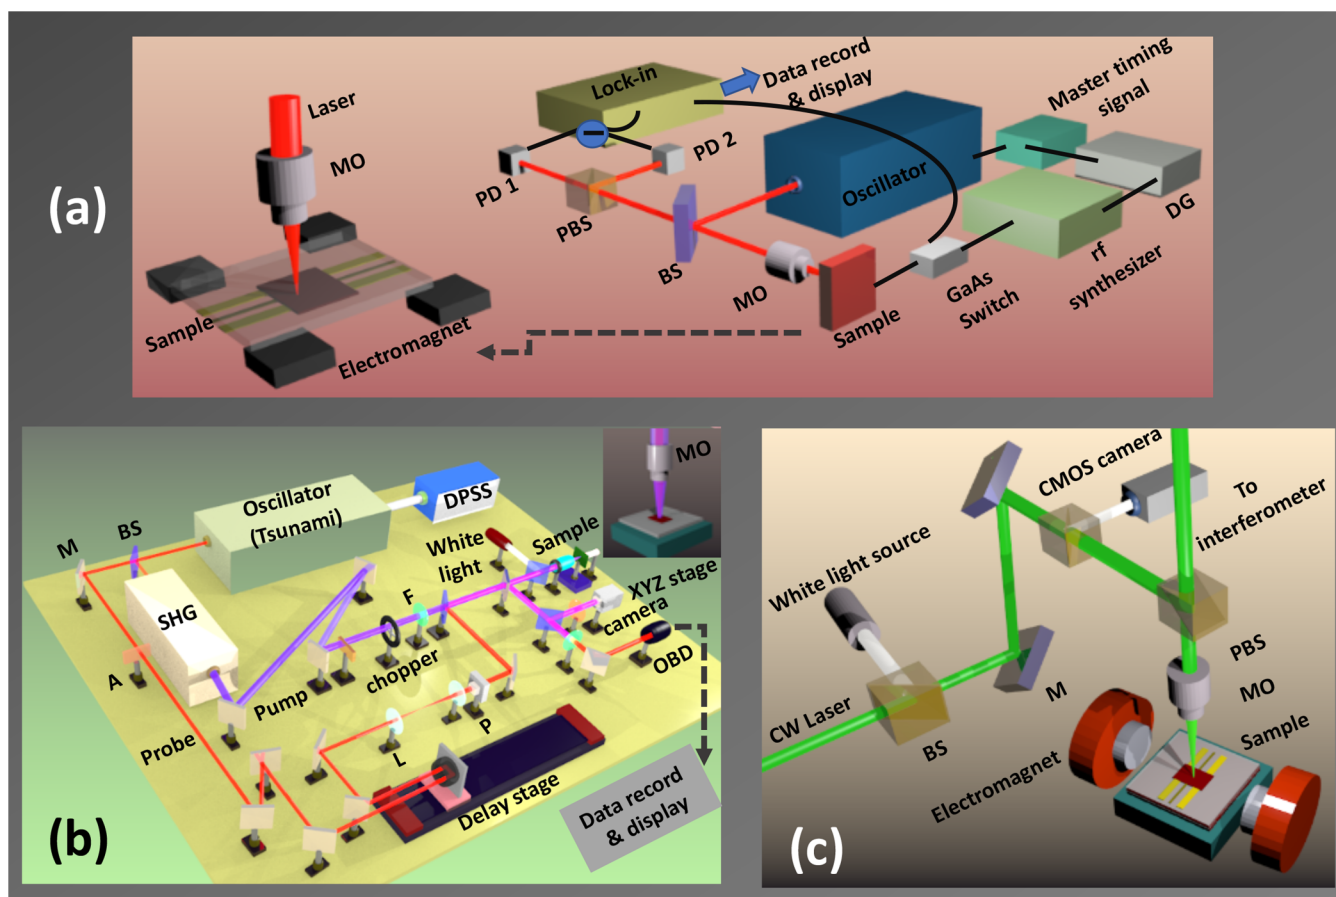 (a)
Laser
MO
Sample
Electromagnet
Lock-in
Data record
& display
PD 1
PD 2
PBS
BS
MO
Oscillator
Sample
Master timing
signal
DG
rf
synthesizer
GaAs
Switch
(b)
MO
Oscillator
(Tsunami)
DPSS
BS
M
SHG
White
light
Sample
XYZ stage
camera
OBD
F
chopper
Pump
A
Probe
P
L
Delay stage
Data record
& display
(c)
CMOS camera
To
interferometer
White light source
PBS
MO
M
CW Laser
BS
Sample
Electromagnet